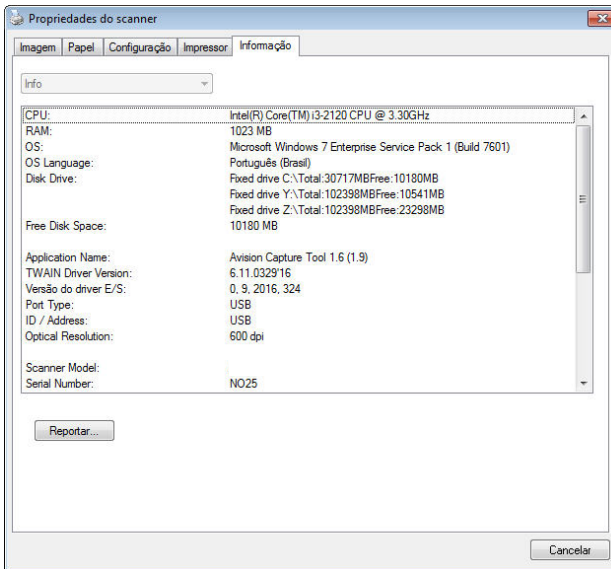 Propriedades do scanner
Imagem Papel Configuração Impressor Informação
Info
CPU: Intel(R) Core(TM) i3-2120 CPU @ 3.30GHz
RAM: 1023 MB
OS: Microsoft Windows 7 Enterprise Service Pack 1 (Build 7601)
OS Language: Português (Brasil)
Disk Drive: Fixed drive C:\Total:30717MBFree:10180MB
Fixed drive Y:\Total:102398MBFree:10541MB
Fixed drive Z:\Total:102398MBFree:23298MB
Free Disk Space: 10180 MB
Application Name: Avision Capture Tool 1.6 (1.9)
TWAIN Driver Version: 6.11.0329'16
Versão do driver E/S: 0, 9, 2016, 324
Port Type: USB
ID / Address: USB
Optical Resolution: 600 dpi
Scanner Model:
Serial Number: NO25
Reportar...
Cancelar